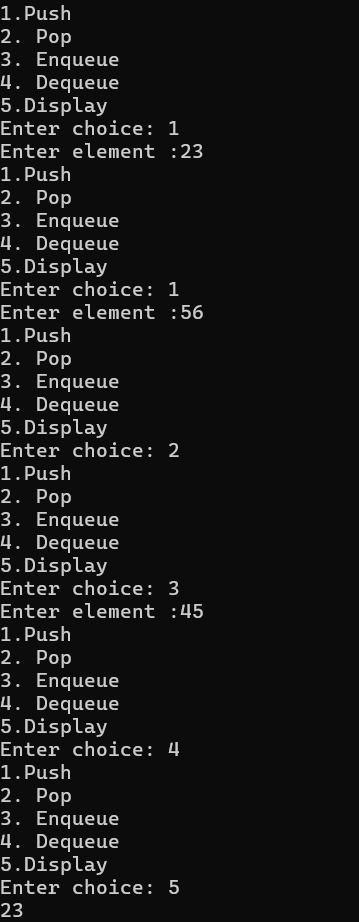 1.Push
2. Pop
3. Enqueue
4. Dequeue
5.Display
Enter choice: 1
Enter element :23
1.Push
2. Pop
3. Enqueue
4. Dequeue
5.Display
Enter choice: 1
Enter element :56
1.Push
2. Pop
3. Enqueue
4. Dequeue
5.Display
Enter choice: 2
1.Push
2. Pop
3. Enqueue
4. Dequeue
5.Display
Enter choice: 3
Enter element :45
1.Push
2. Pop
3. Enqueue
4. Dequeue
5.Display
Enter choice: 4
1.Push
2. Pop
3. Enqueue
4. Dequeue
5.Display
Enter choice: 5
23